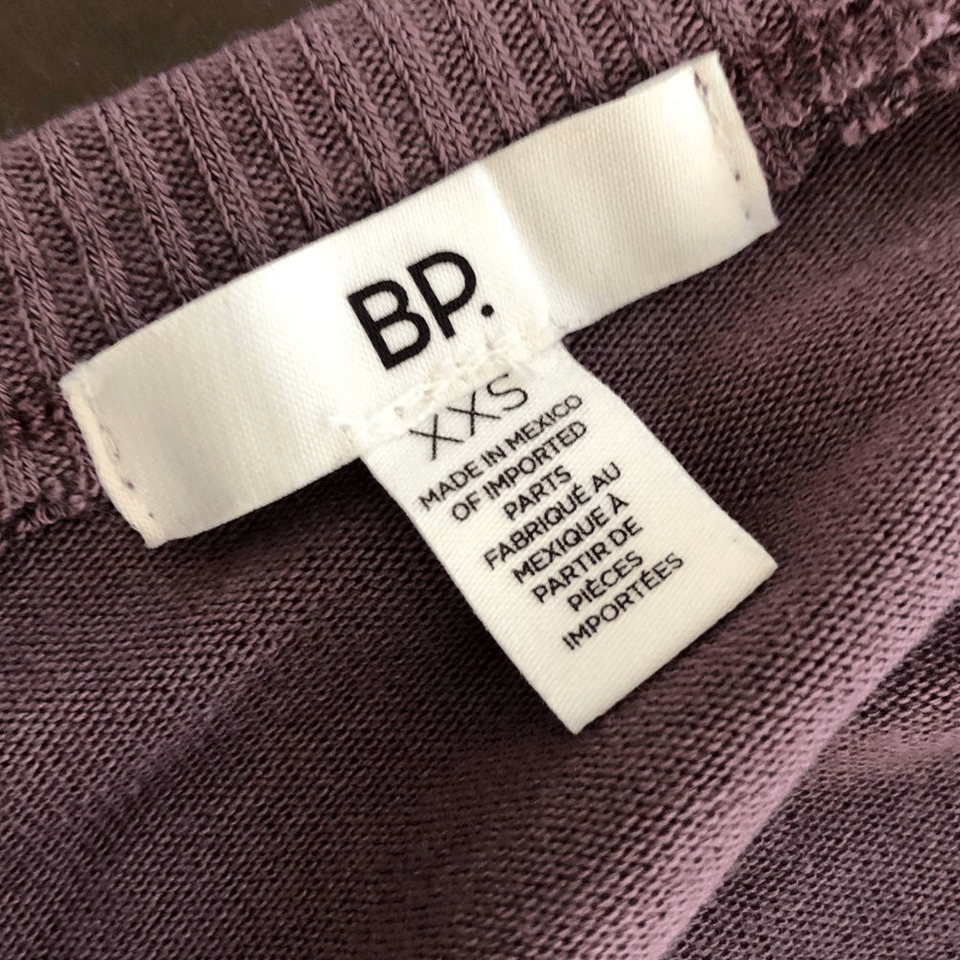 BP.
XXS
MADE IN MEXICO
OF IMPORTED
PARTS
FABRIQUÉ AU
MEXIQUE À
PARTIR DE
PIÈCES
IMPORTÉES